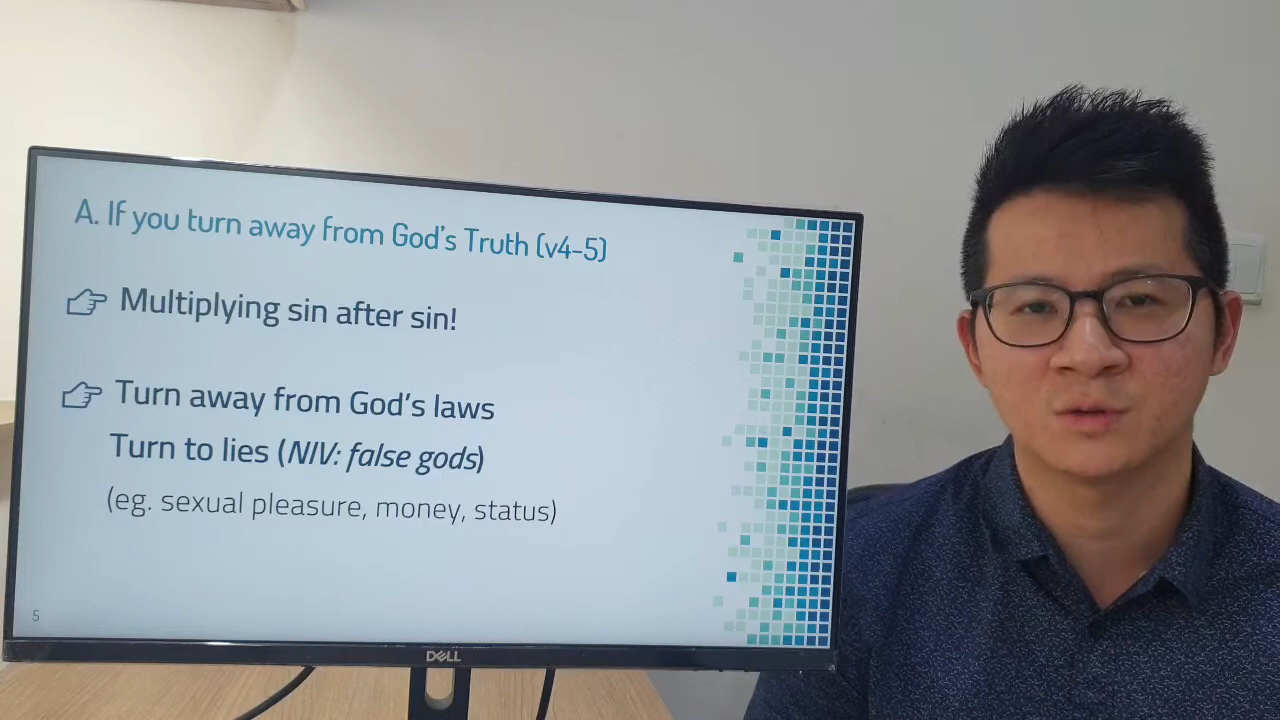 A. If you turn away from God's Truth (v4-5)
Multiplying sin after sin!
Turn away from God's laws
Turn to lies (NIV: false gods)
(eg. sexual pleasure, money, status)
5
DELL